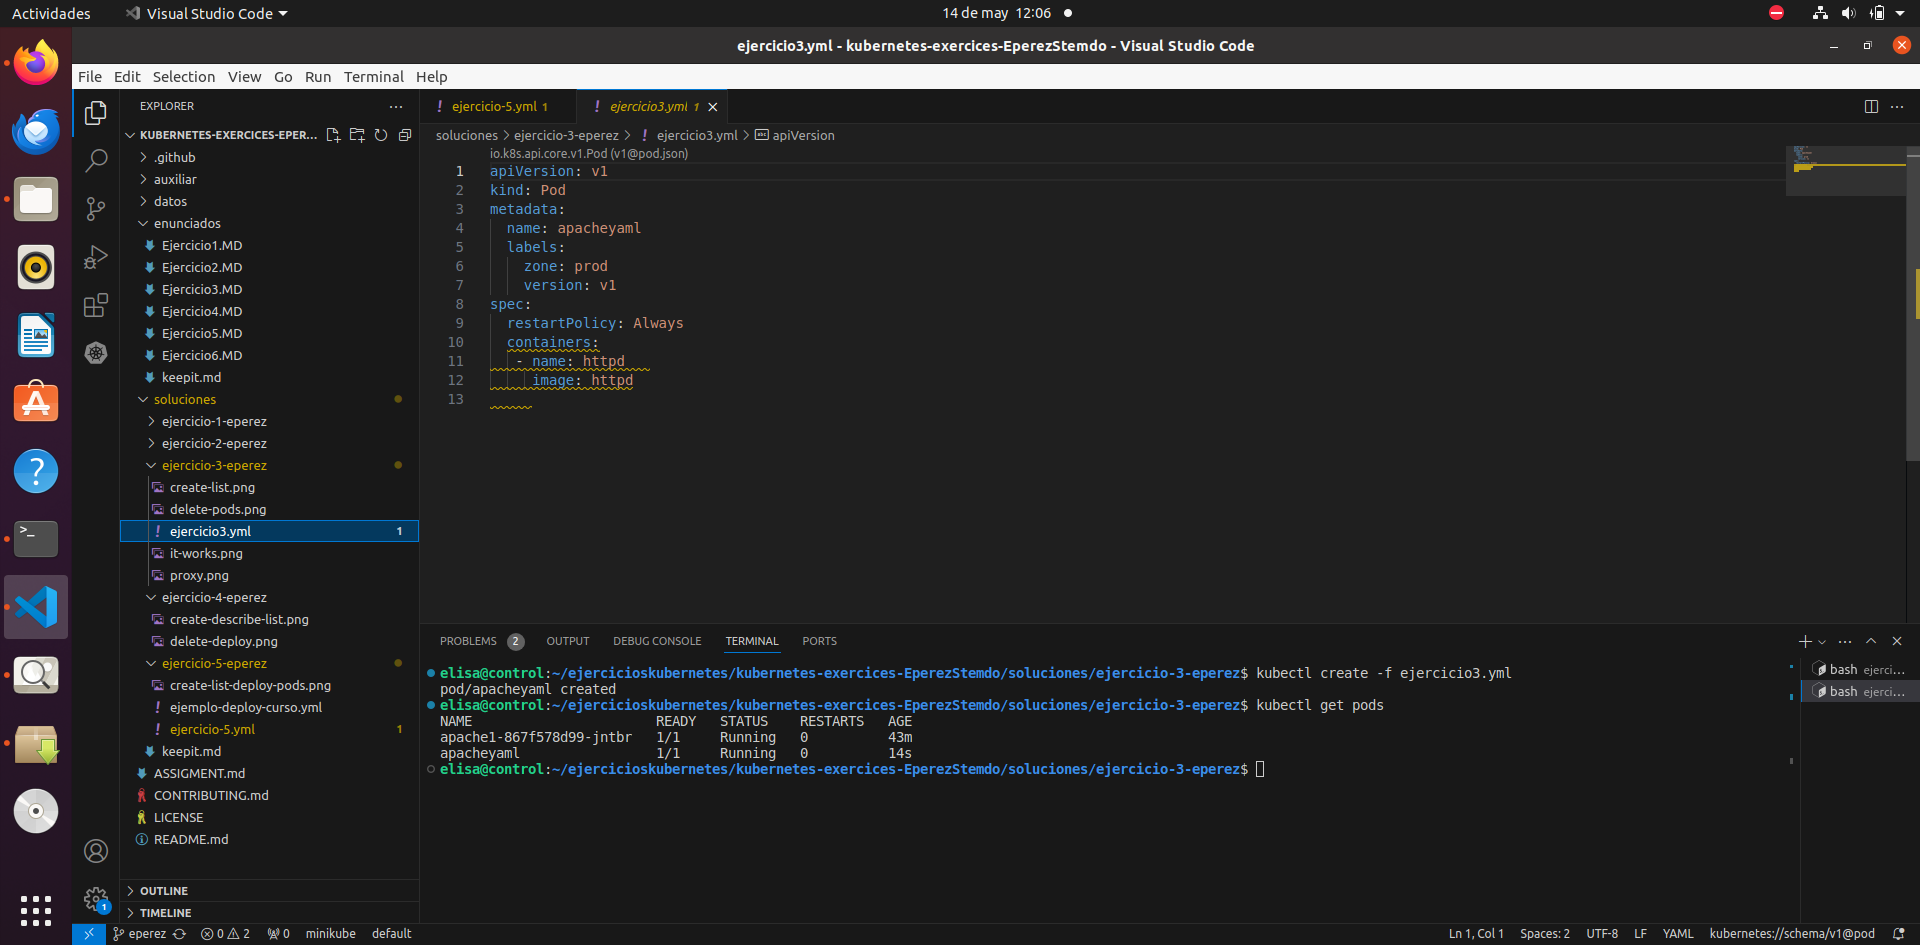 Actividades
Visual Studio Code
14 de may 12:06
ejercicio3.yml - kubernetes-exercices-EperezStemdo - Visual Studio Code
File Edit Selection View Go Run Terminal Help
EXPLORER
KUBERNETES-EXERCICES-EPER...
.github
auxiliar
datos
enunciados
Ejercicio1.MD
Ejercicio2.MD
Ejercicio3.MD
Ejercicio4.MD
Ejercicio5.MD
Ejercicio6.MD
keepit.md
soluciones
ejercicio-1-eperez
ejercicio-2-eperez
ejercicio-3-eperez
create-list.png
delete-pods.png
ejercicio3.yml 1
it-works.png
proxy.png
ejercicio-4-eperez
create-describe-list.png
delete-deploy.png
ejercicio-5-eperez
create-list-deploy-pods.png
ejemplo-deploy-curso.yml
ejercicio-5.yml 1
keepit.md
ASSIGMENT.md
CONTRIBUTING.md
LICENSE
README.md
OUTLINE
TIMELINE
ejercicio-5.yml 1
ejercicio3.yml 1
soluciones > ejercicio-3-eperez > ! ejercicio3.yml > apiVersion
io.k8s.api.core.v1.Pod (v1@pod.json)
1 apiVersion: v1
2 kind: Pod
3 metadata:
4 name: apacheyaml
5 labels:
6 zone: prod
7 version: v1
8 spec:
9 restartPolicy: Always
10 containers:
11 - name: httpd
12 image: httpd
13
PROBLEMS 2 OUTPUT DEBUG CONSOLE TERMINAL PORTS
elisa@control:~/ejercicioskubernetes/kubernetes-exercices-EperezStemdo/soluciones/ejercicio-3-eperez$ kubectl create -f ejercicio3.yml
pod/apacheyaml created
elisa@control:~/ejercicioskubernetes/kubernetes-exercices-EperezStemdo/soluciones/ejercicio-3-eperez$ kubectl get pods
NAME READY STATUS RESTARTS AGE
apache1-867f578d99-jntbr 1/1 Running 0 43m
apacheyaml 1/1 Running 0 14s
elisa@control:~/ejercicioskubernetes/kubernetes-exercices-EperezStemdo/soluciones/ejercicio-3-eperez$
bash ejerci...
bash ejerci...
1
eperez 0 2 0 minikube default
Ln 1, Col 1 Spaces: 2 UTF-8 LF YAML kubernetes://schema/v1@pod